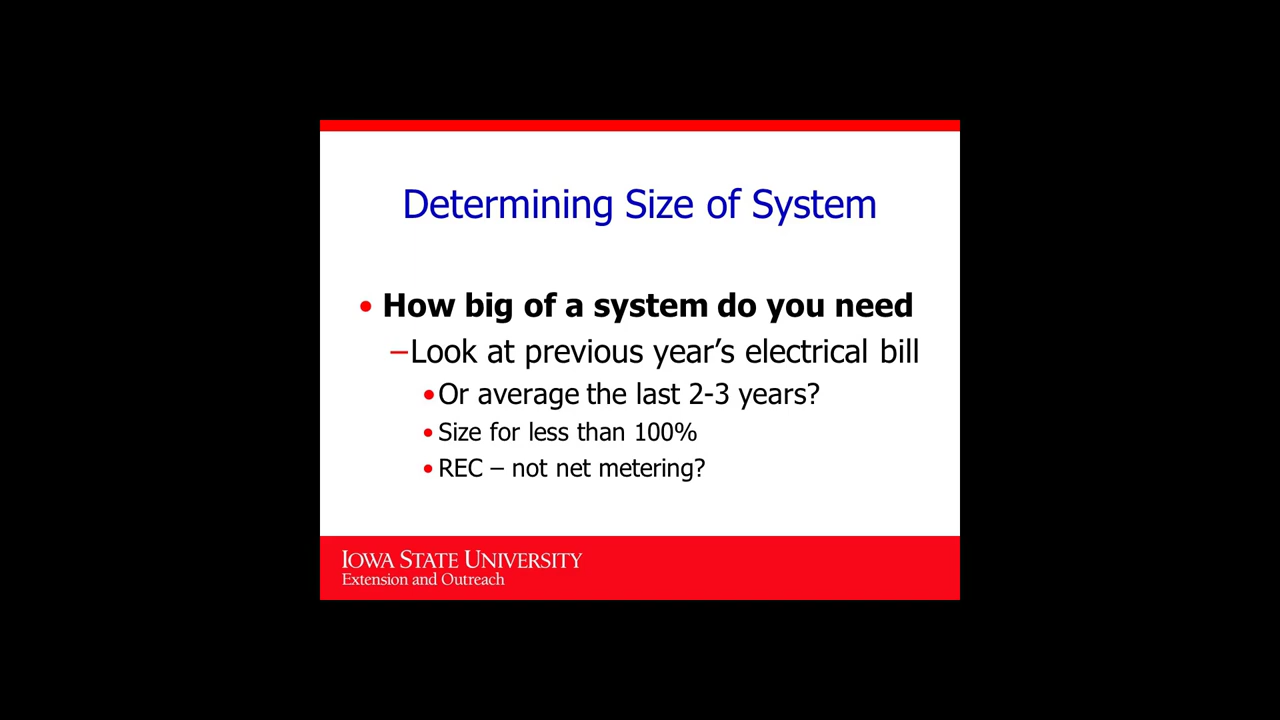 Determining Size of System
• How big of a system do you need
–Look at previous year’s electrical bill
•Or average the last 2-3 years?
•Size for less than 100%
•REC – not net metering?
IOWA STATE UNIVERSITY
Extension and Outreach